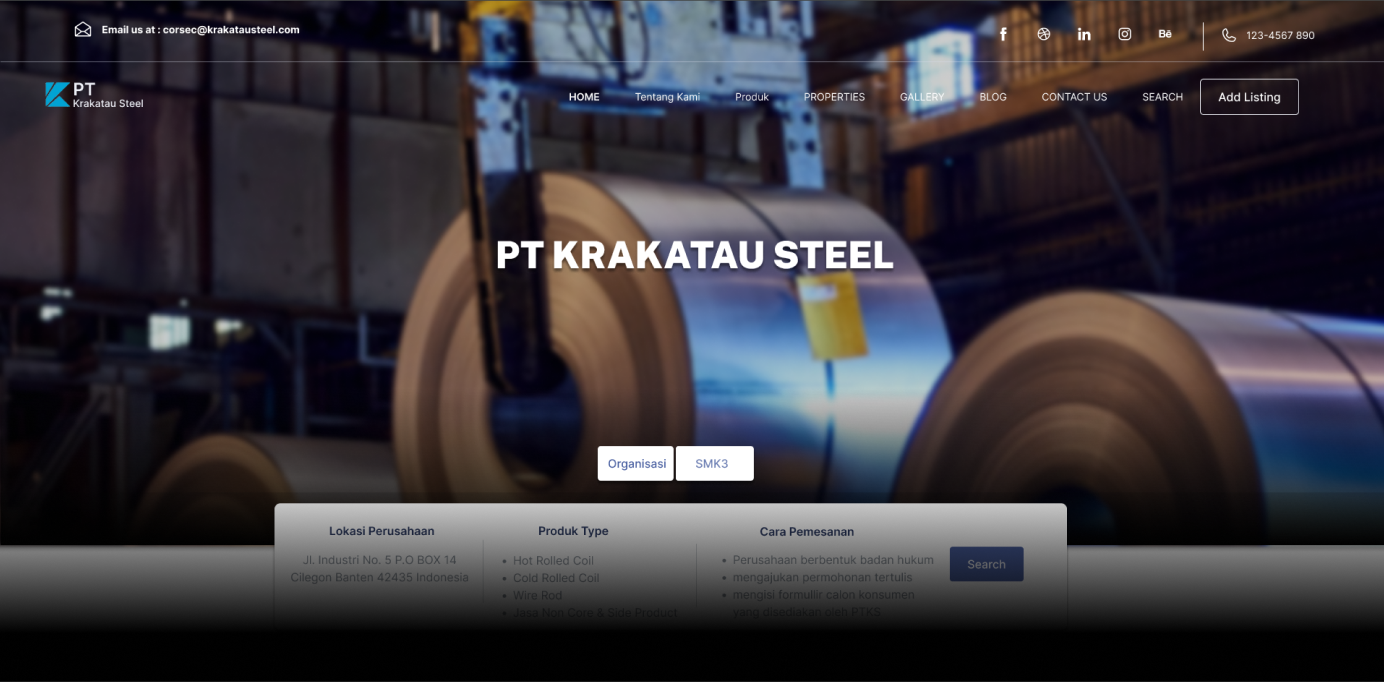 Email us at : corsec@krakatausteel.com
Bē
123-4567 890
PT
Krakatau Steel
HOME
Tentang Kami
Produk
PROPERTIES
GALLERY
BLOG
CONTACT US
SEARCH
Add Listing
PT KRAKATAU STEEL
Organisasi
SMK3
Lokasi Perusahaan
Jl. Industri No. 5 P.O BOX 14
Cilegon Banten 42435 Indonesia
Produk Type
• Hot Rolled Coil
• Cold Rolled Coil
• Wire Rod
• Jasa Non Core & Side Product
Cara Pemesanan
• Perusahaan berbentuk badan hukum
• mengajukan permohonan tertulis
• mengisi formullir calon konsumen
yang disediakan oleh PTKS
Search